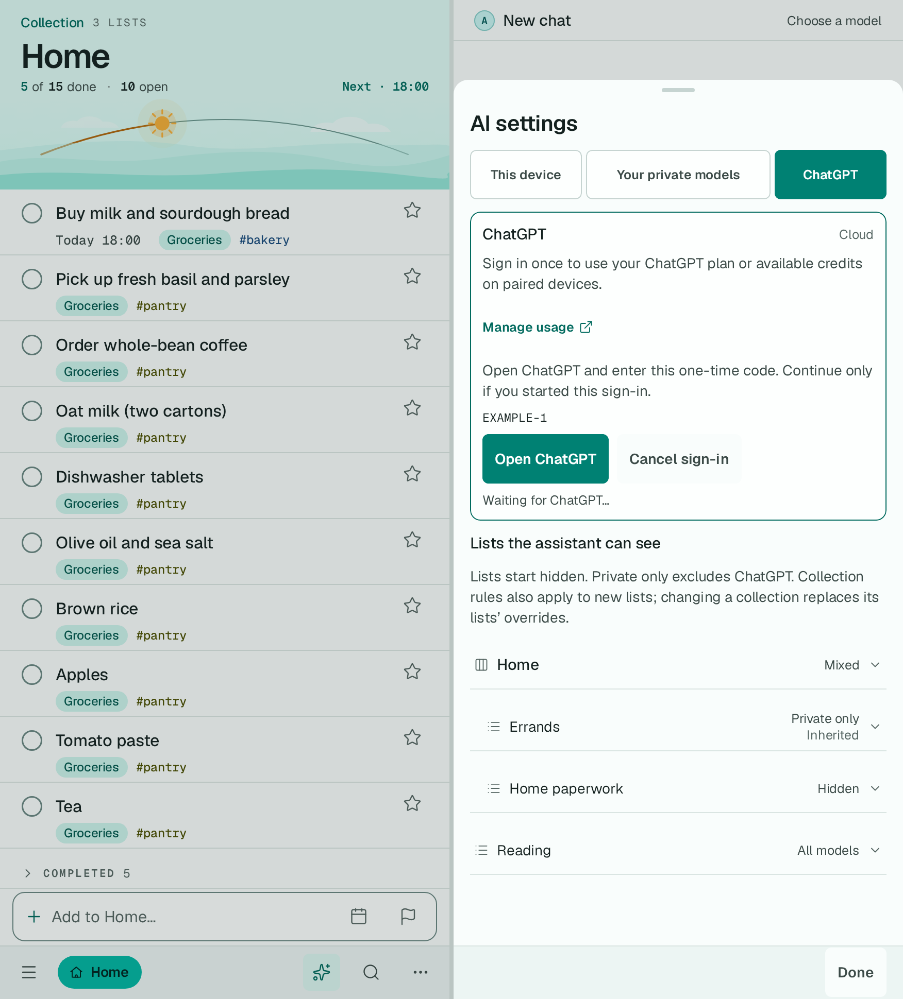 Collection 3 LISTS
Home
5 of 15 done · 10 open
Next · 18:00
Buy milk and sourdough bread
Today 18:00 Groceries #bakery
Pick up fresh basil and parsley
Groceries #pantry
Order whole-bean coffee
Groceries #pantry
Oat milk (two cartons)
Groceries #pantry
Dishwasher tablets
Groceries #pantry
Olive oil and sea salt
Groceries #pantry
Brown rice
Groceries #pantry
Apples
Groceries #pantry
Tomato paste
Groceries #pantry
Tea
Groceries #pantry
COMPLETED 5
Add to Home…
Home
A New chat
Choose a model
AI settings
This device
Your private models
ChatGPT
ChatGPT
Cloud
Sign in once to use your ChatGPT plan or available credits
on paired devices.
Manage usage
Open ChatGPT and enter this one-time code. Continue only
if you started this sign-in.
EXAMPLE-1
Open ChatGPT
Cancel sign-in
Waiting for ChatGPT…
Lists the assistant can see
Lists start hidden. Private only excludes ChatGPT. Collection
rules also apply to new lists; changing a collection replaces its
lists’ overrides.
Home
Mixed
Errands
Private only
Inherited
Home paperwork
Hidden
Reading
All models
Done